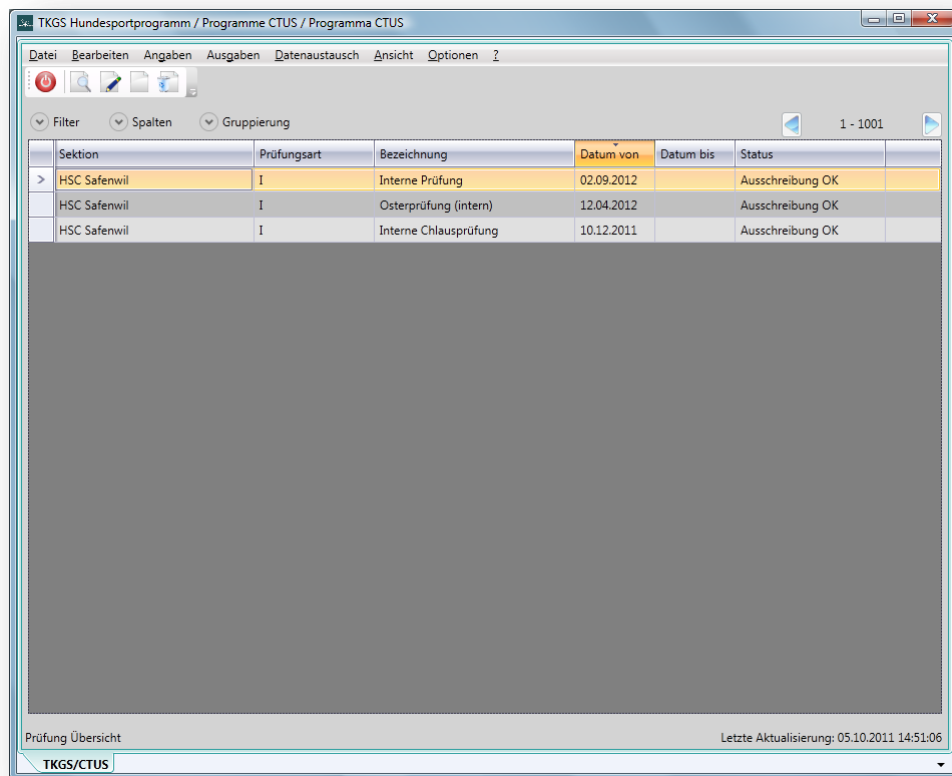 TKGS Hundesportprogramm / Programme CTUS / Programma CTUS
Datei Bearbeiten Angaben Ausgaben Datenaustausch Ansicht Optionen ?
Filter Spalten Gruppierung 1 - 1001
Sektion Prüfungsart Bezeichnung Datum von Datum bis Status
> HSC Safenwil I Interne Prüfung 02.09.2012 Ausschreibung OK
HSC Safenwil I Osterprüfung (intern) 12.04.2012 Ausschreibung OK
HSC Safenwil I Interne Chlausprüfung 10.12.2011 Ausschreibung OK
Prüfung Übersicht Letzte Aktualisierung: 05.10.2011 14:51:06
TKGS/CTUS